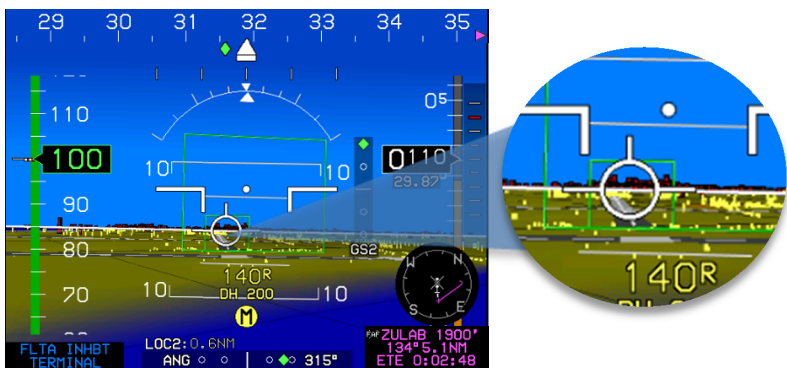 29 30 31 32 33 34 35
110
100
90
80
70
05
0110
29.87"
10 10
GS2
140R
DH 200
10 10
M
N
W
S
E
LOC2:0.6NM
ANG 315°
FLTA INHBT
TERMINAL
ZULAB 1900'
134°5.1NM
ETE 0:02:48
140R